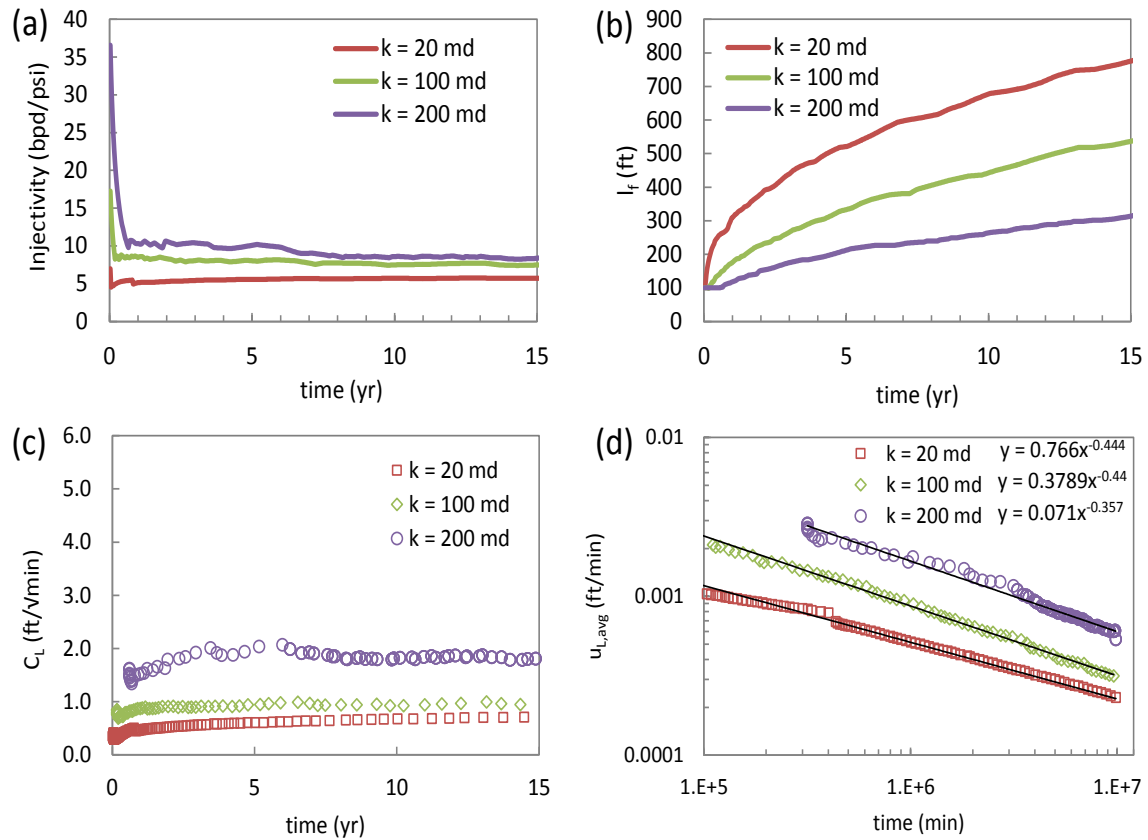 (a)
Injectivity (bpd/psi)
40
35
30
25
20
15
10
5
0
k = 20 md
k = 100 md
k = 200 md
0 5 10 15
time (yr)
(b)
l_f (ft)
900
800
700
600
500
400
300
200
100
0
k = 20 md
k = 100 md
k = 200 md
0 5 10 15
time (yr)
(c)
C_L (ft/√min)
6.0
5.0
4.0
3.0
2.0
1.0
0.0
k = 20 md
k = 100 md
k = 200 md
0 5 10 15
time (yr)
(d)
u_L,avg (ft/min)
0.01
0.001
0.0001
k = 20 md y = 0.766x^-0.444
k = 100 md y = 0.3789x^-0.44
k = 200 md y = 0.071x^-0.357
1.E+5 1.E+6 1.E+7
time (min)